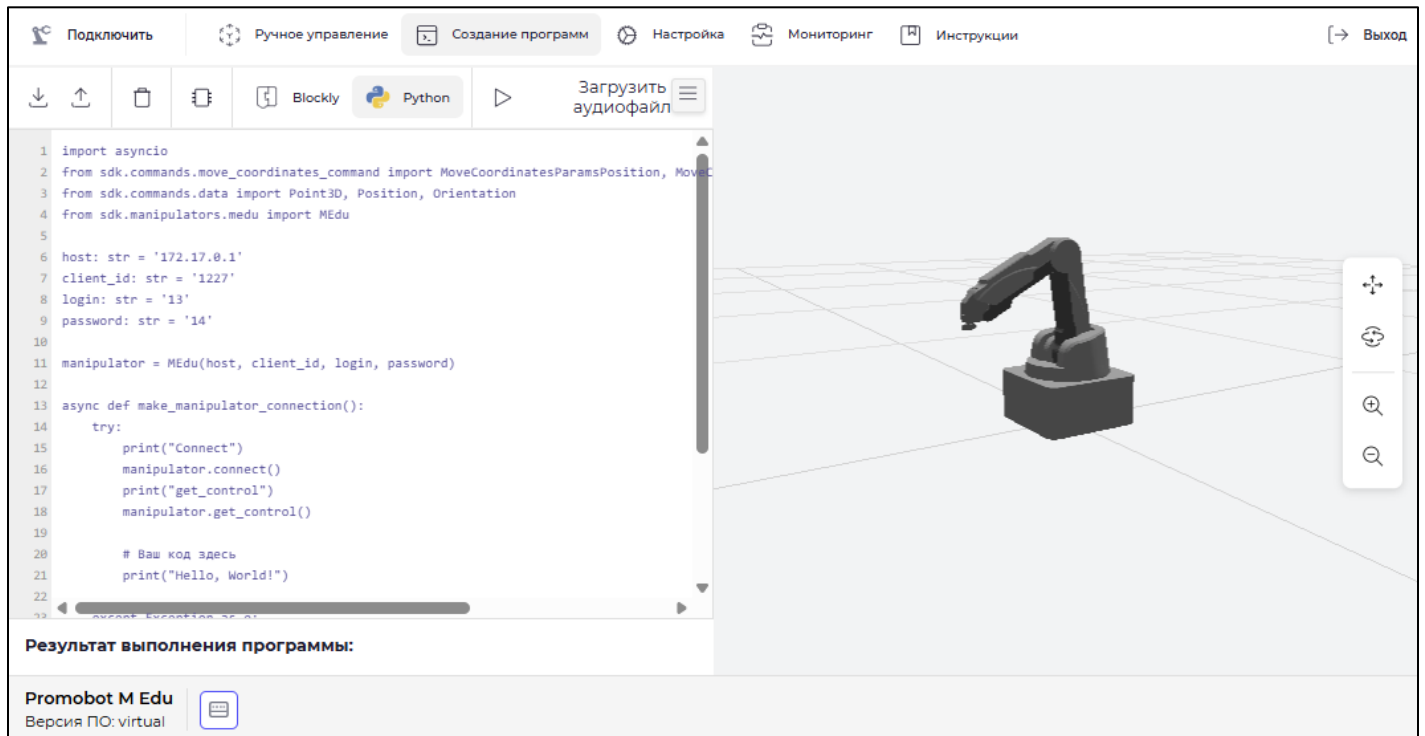 Подключить
Ручное управление
Создание программ
Настройка
Мониторинг
Инструкции
Выход
Blockly
Python
Загрузить
аудиофайл
1 import asyncio
2 from sdk.commands.move_coordinates_command import MoveCoordinatesParamsPosition, MoveC
3 from sdk.commands.data import Point3D, Position, Orientation
4 from sdk.manipulators.medu import MEdu
5
6 host: str = '172.17.0.1'
7 client_id: str = '1227'
8 login: str = '13'
9 password: str = '14'
10
11 manipulator = MEdu(host, client_id, login, password)
12
13 async def make_manipulator_connection():
14 try:
15 print("Connect")
16 manipulator.connect()
17 print("get_control")
18 manipulator.get_control()
19
20 # Ваш код здесь
21 print("Hello, World!")
22
23 except Exception as e:
Результат выполнения программы:
Promobot M Edu
Версия ПО: virtual